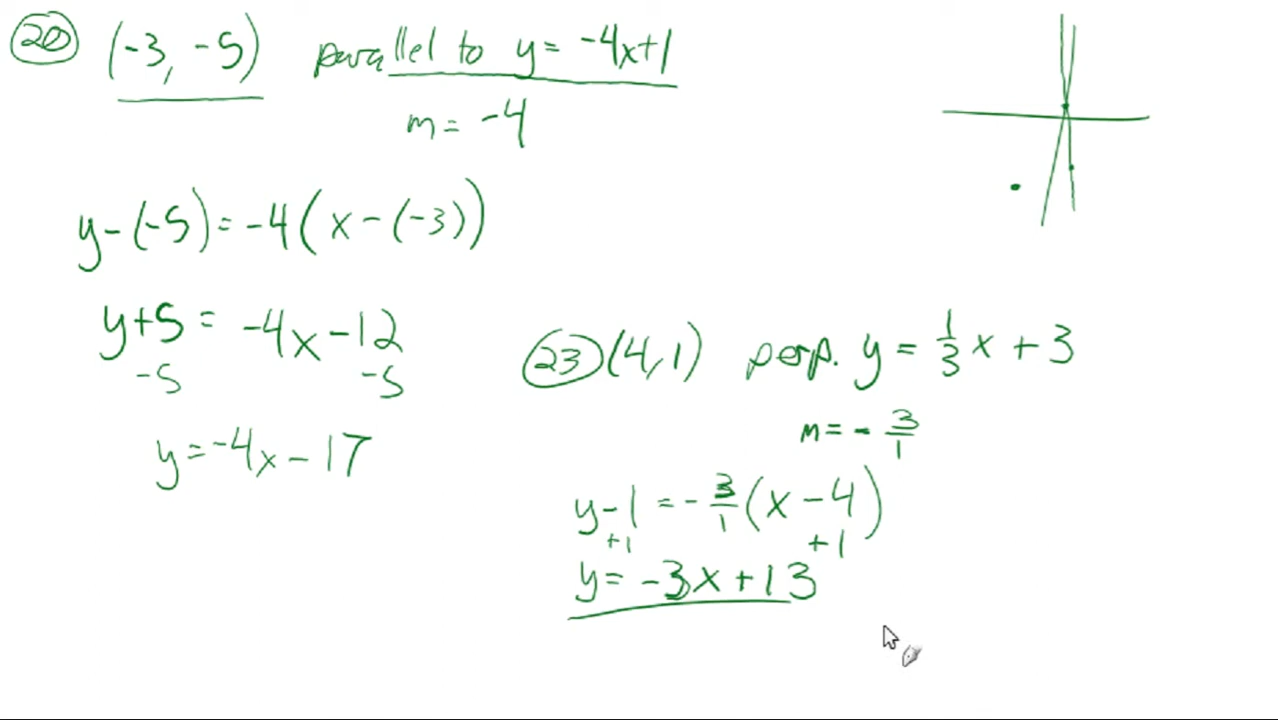 20 (-3, -5) parallel to y = -4x+1
m = -4
y-(-5) = -4(x-(-3))
y+5 = -4x-12
-5 -5
y = -4x-17
23 (4,1) perp. y = 1/3 x + 3
m = - 3/1
y-1 = - 3/1 (x-4)
+1 +1
y = -3x+13